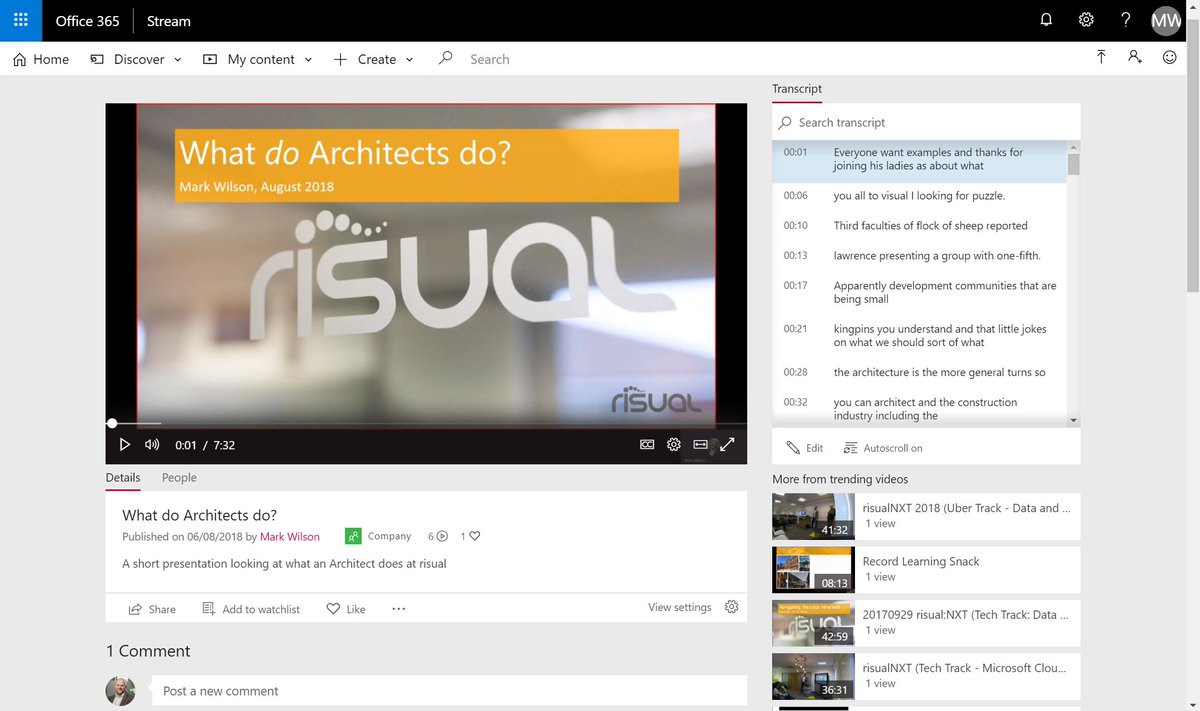 Office 365
Stream
MW
Home
Discover
My content
Create
Search
What do Architects do?
Mark Wilson, August 2018
risual
risual
0:01 / 7:32
CC
Transcript
Search transcript
00:01
Everyone want examples and thanks for
joining his ladies as about what
00:06
you all to visual I looking for puzzle.
00:10
Third faculties of flock of sheep reported
00:13
lawrence presenting a group with one-fifth.
00:17
Apparently development communities that are
being small
00:21
kingpins you understand and that little jokes
on what we should sort of what
00:28
the architecture is the more general turns so
00:32
you can architect and the construction
industry including the
Edit
Autoscroll on
Details
People
What do Architects do?
Published on 06/08/2018 by Mark Wilson
Company
6
1
A short presentation looking at what an Architect does at risual
Share
Add to watchlist
Like
View settings
1 Comment
Post a new comment
More from trending videos
41:32
risualNXT 2018 (Uber Track - Data and ...
1 view
08:13
Record Learning Snack
1 view
42:59
20170929 risual:NXT (Tech Track: Data ...
1 view
36:31
risualNXT (Tech Track - Microsoft Clou...
1 view